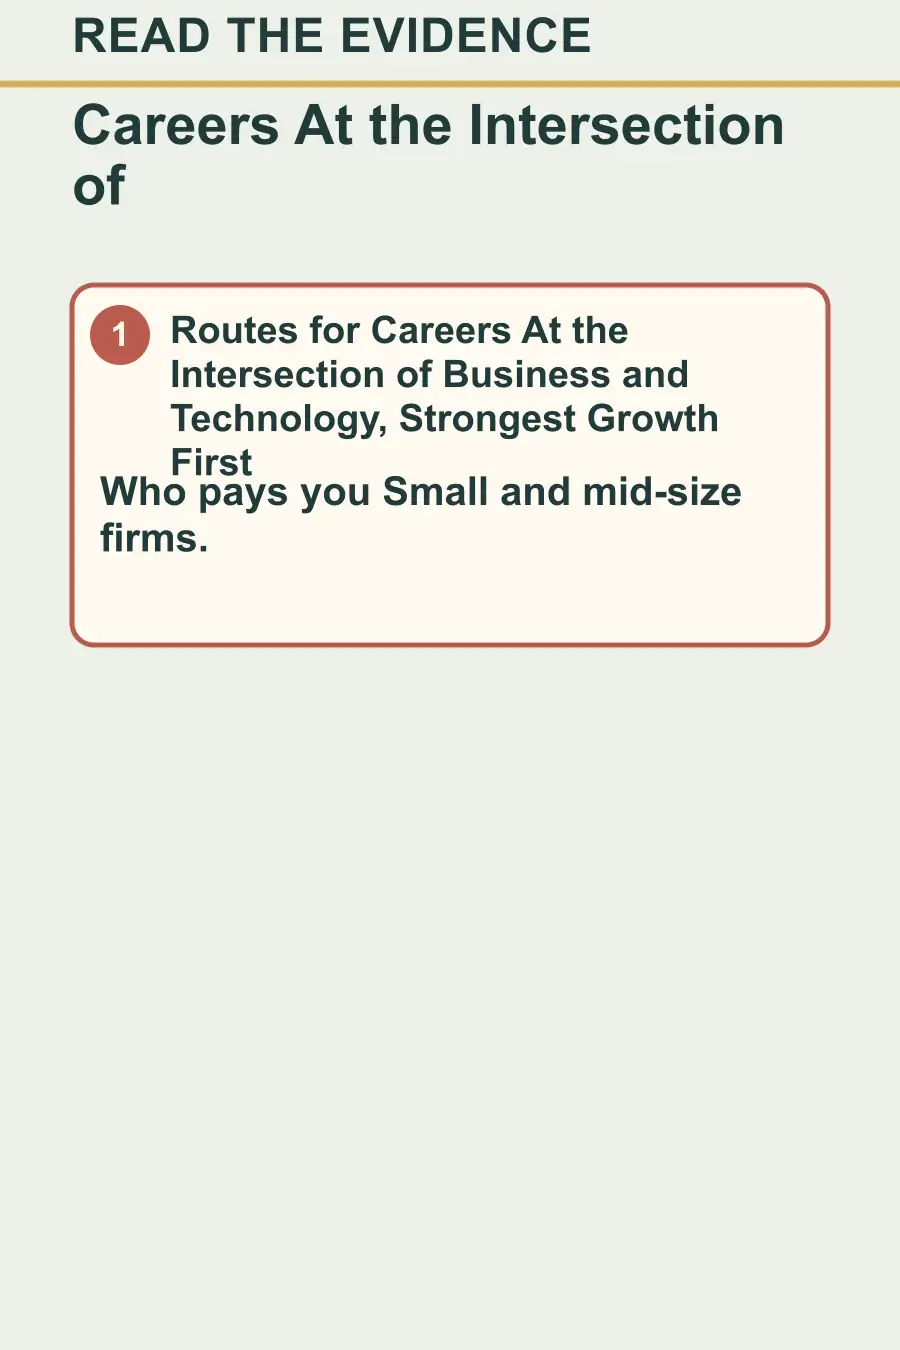 READ THE EVIDENCE
Careers At the Intersection
of
1
Routes for Careers At the
Intersection of Business and
Technology, Strongest Growth
First
Who pays you Small and mid-size
firms.